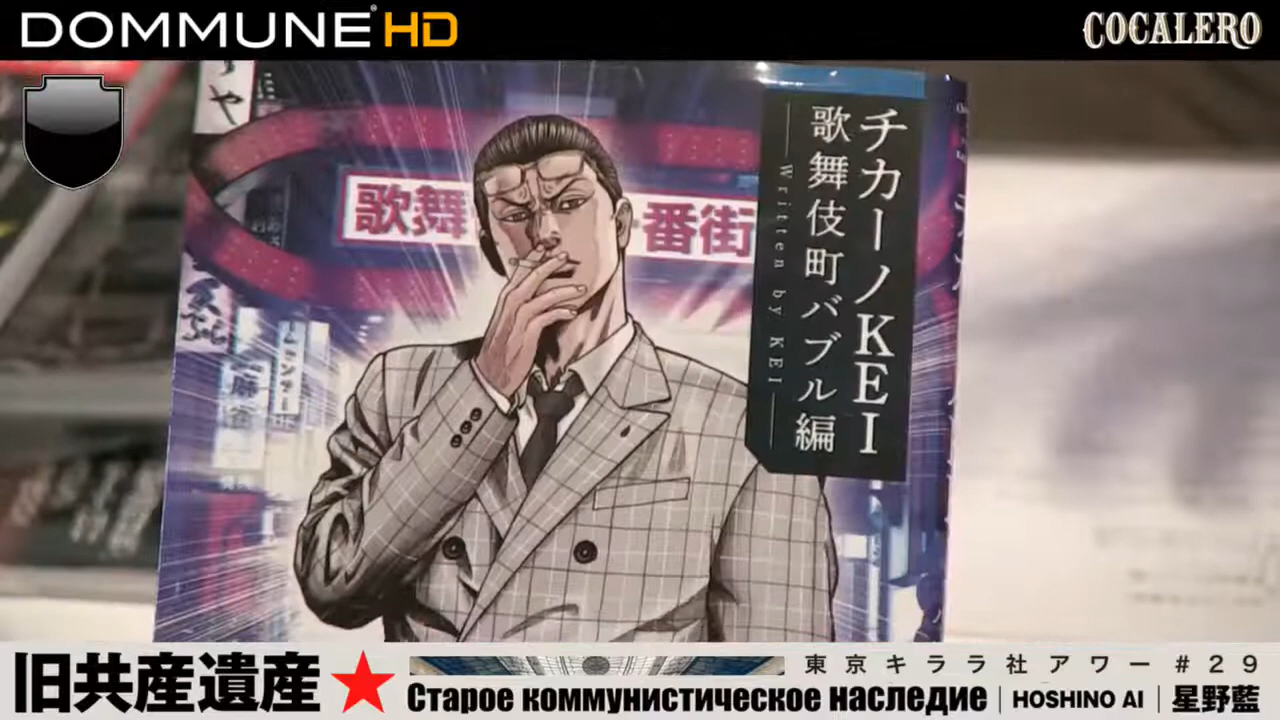 DOMMUNE HD
COCALERO
チカーノKEI
歌舞伎町バブル編
Written by KEI
歌舞
一番街
旧共産遺産★
東京キララ社アワー#29
Старое коммунистическое наследие | HOSHINO AI | 星野藍